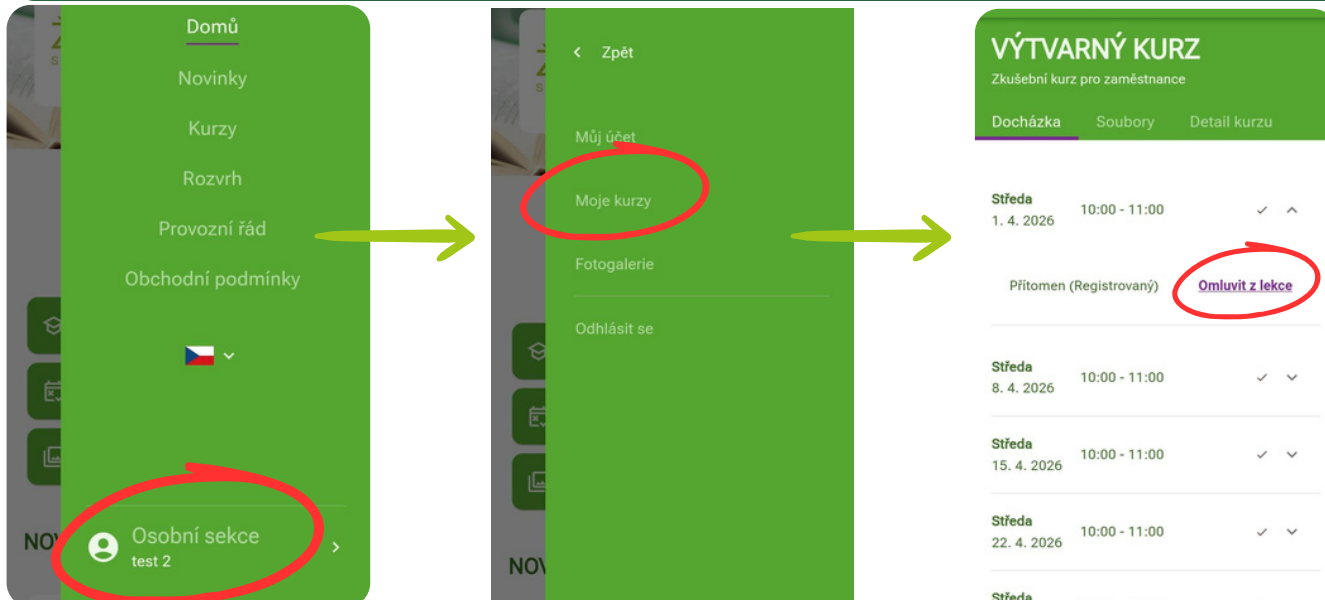 Domů
Novinky
Kurzy
Rozvrh
Provozní řád
Obchodní podmínky
Osobní sekce
test 2
Zpět
Můj účet
Moje kurzy
Fotogalerie
Odhlásit se
VÝTVARNÝ KURZ
Zkušební kurz pro zaměstnance
Docházka Soubory Detail kurzu
Středa
1. 4. 2026 10:00 - 11:00
Přítomen (Registrovaný) Omluvit z lekce
Středa
8. 4. 2026 10:00 - 11:00
Středa
15. 4. 2026 10:00 - 11:00
Středa
22. 4. 2026 10:00 - 11:00
Středa